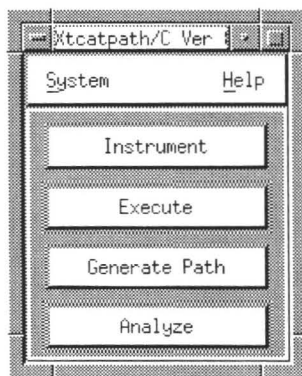 Xtcatpath/C Ver
System Help
Instrument
Execute
Generate Path
Analyze